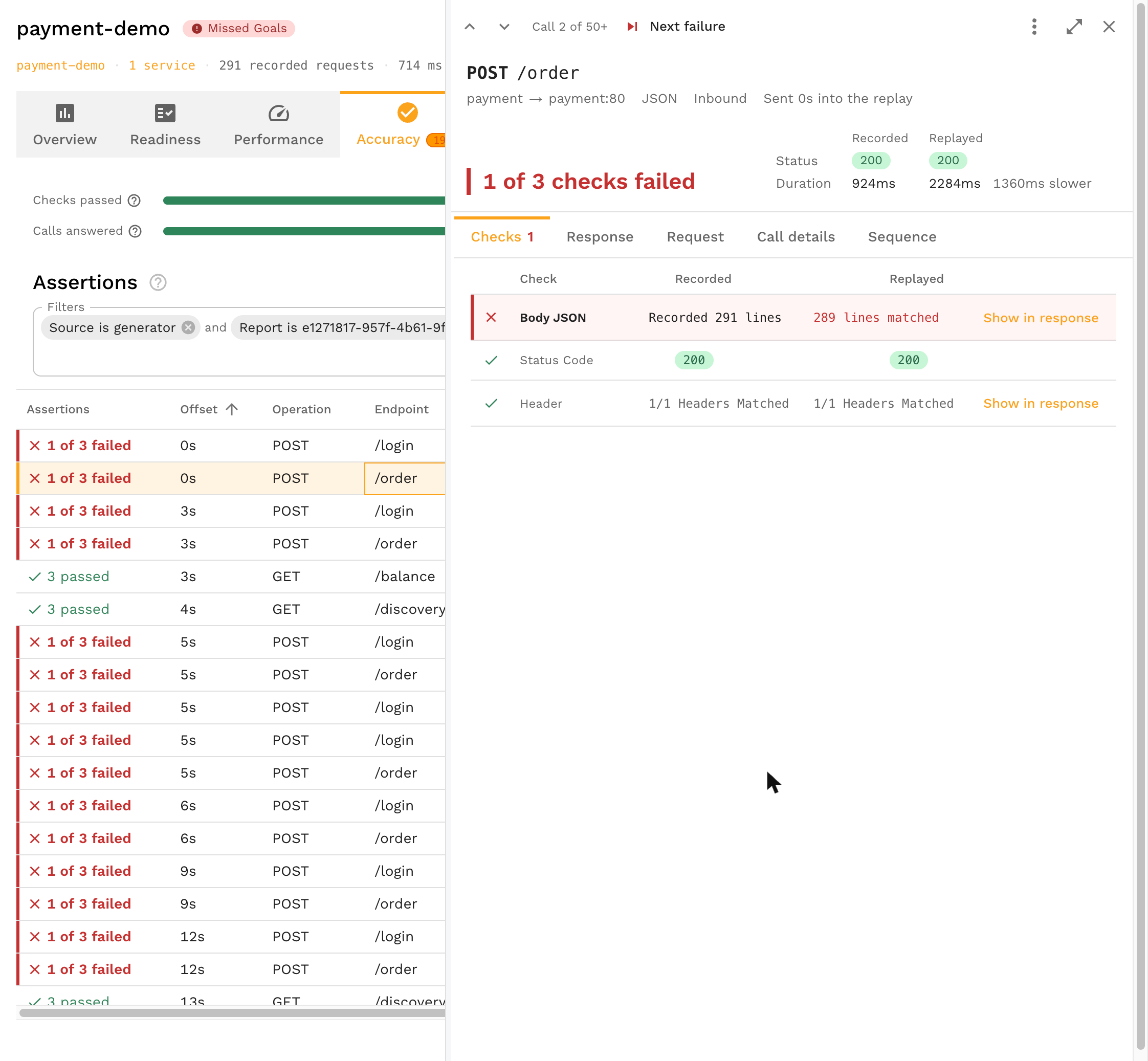 payment-demo
Missed Goals
payment-demo · 1 service · 291 recorded requests · 714 ms
Overview
Readiness
Performance
Accuracy 19
Checks passed
Calls answered
Assertions
Filters
Source is generator and Report is e1271817-957f-4b61-9f
Assertions Offset Operation Endpoint
1 of 3 failed 0s POST /login
1 of 3 failed 0s POST /order
1 of 3 failed 3s POST /login
1 of 3 failed 3s POST /order
3 passed 3s GET /balance
3 passed 4s GET /discovery
1 of 3 failed 5s POST /login
1 of 3 failed 5s POST /order
1 of 3 failed 5s POST /login
1 of 3 failed 5s POST /login
1 of 3 failed 5s POST /order
1 of 3 failed 6s POST /login
1 of 3 failed 6s POST /order
1 of 3 failed 9s POST /login
1 of 3 failed 9s POST /order
1 of 3 failed 12s POST /login
1 of 3 failed 12s POST /order
3 passed 13s GET /discovery
Call 2 of 50+ Next failure
POST /order
payment → payment:80 JSON Inbound Sent 0s into the replay
1 of 3 checks failed
Recorded Replayed
Status 200 200
Duration 924ms 2284ms 1360ms slower
Checks 1 Response Request Call details Sequence
Check Recorded Replayed
Body JSON Recorded 291 lines 289 lines matched Show in response
Status Code 200 200
Header 1/1 Headers Matched 1/1 Headers Matched Show in response